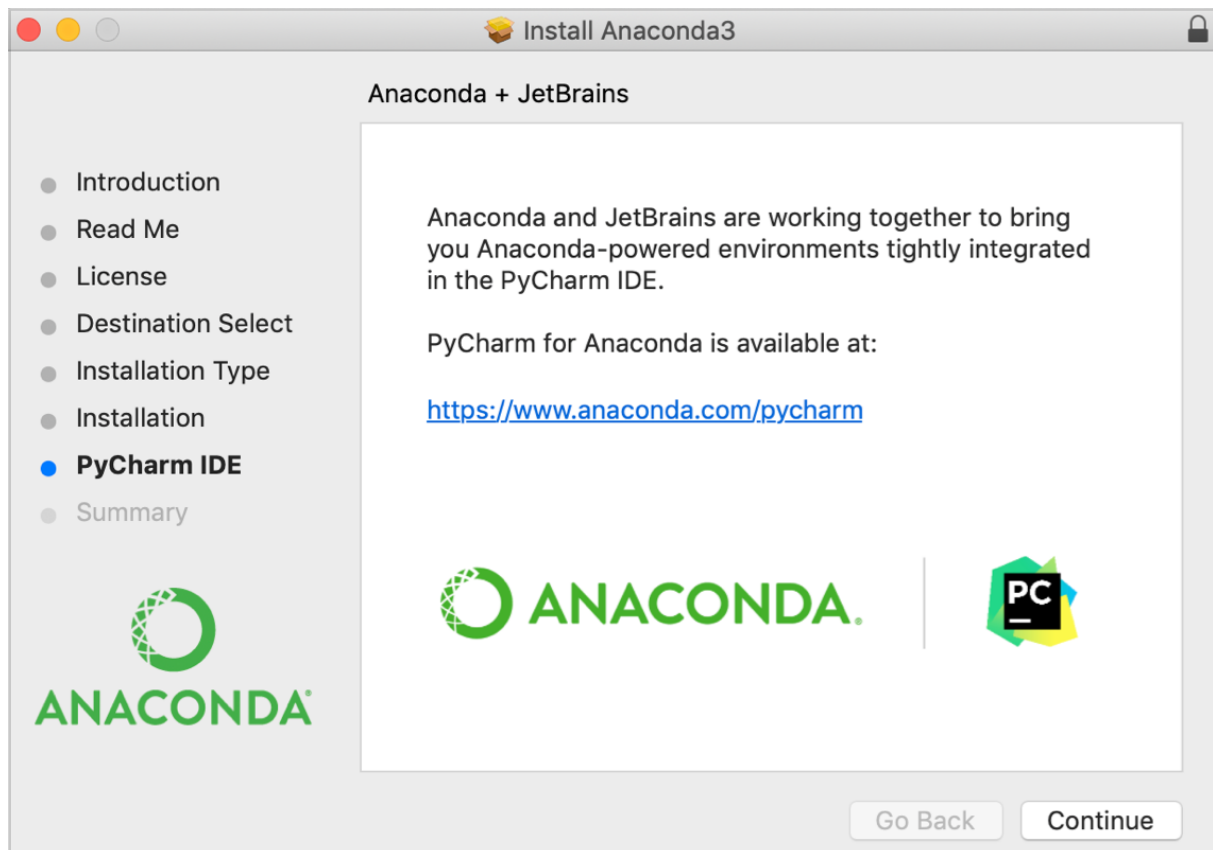 Install Anaconda3
Anaconda + JetBrains
Introduction
Read Me
License
Destination Select
Installation Type
Installation
PyCharm IDE
Summary
ANACONDA®
Anaconda and JetBrains are working together to bring
you Anaconda-powered environments tightly integrated
in the PyCharm IDE.
PyCharm for Anaconda is available at:
https://www.anaconda.com/pycharm
ANACONDA®
PC
Go Back
Continue